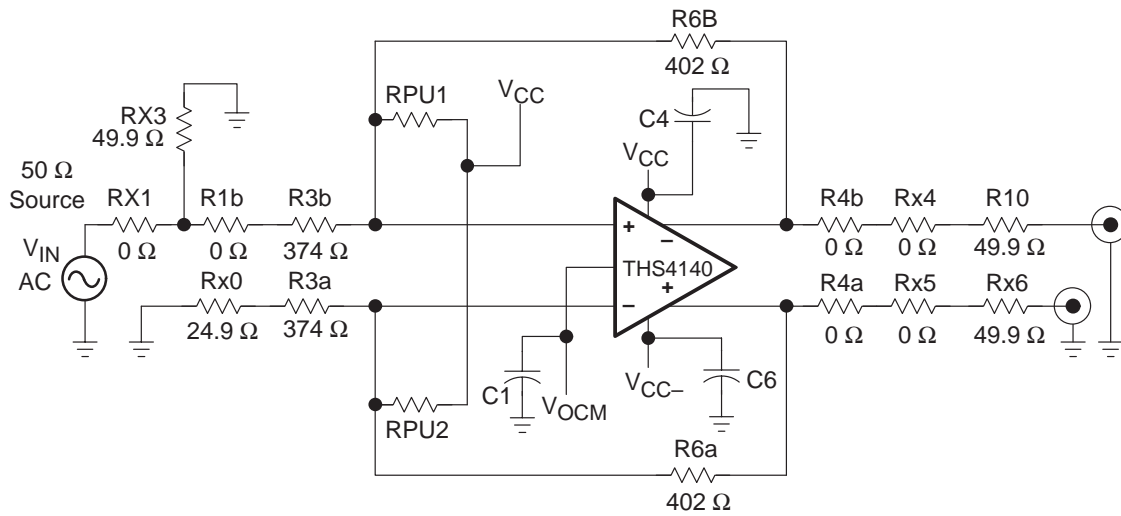 R6B
402 Ω
RPU1
VCC
RX3
49.9 Ω
C4
VCC
50 Ω
Source
RX1
R1b
R3b
R4b
Rx4
R10
0 Ω
0 Ω
374 Ω
+
−
0 Ω
0 Ω
49.9 Ω
VIN
AC
THS4140
Rx0
R3a
+
−
R4a
Rx5
Rx6
24.9 Ω
374 Ω
0 Ω
0 Ω
49.9 Ω
C1
VOCM
VCC−
C6
RPU2
R6a
402 Ω